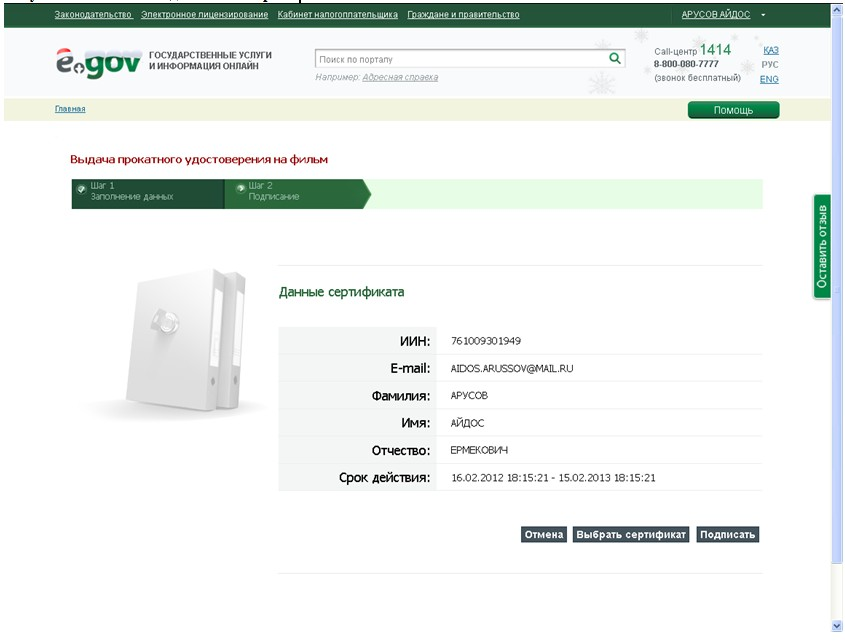 Законодательство Электронное лицензирование Кабинет налогоплательщика Граждане и правительство АРУСОВ АЙДОС
e.gov ГОСУДАРСТВЕННЫЕ УСЛУГИ
И ИНФОРМАЦИЯ ОНЛАЙН
Поиск по порталу
Например: Адресная справка
Call-центр 1414
8-800-080-7777
(звонок бесплатный)
ҚАЗ
РУС
ENG
Главная
Помощь
Выдача прокатного удостоверения на фильм
Шаг 1
Заполнение данных
Шаг 2
Подписание
Оставить отзыв
Данные сертификата
ИИН: 761009301949
E-mail: AIDOS.ARUSSOV@MAIL.RU
Фамилия: АРУСОВ
Имя: АЙДОС
Отчество: ЕРМЕКОВИЧ
Срок действия: 16.02.2012 18:15:21 - 15.02.2013 18:15:21
Отмена Выбрать сертификат Подписать